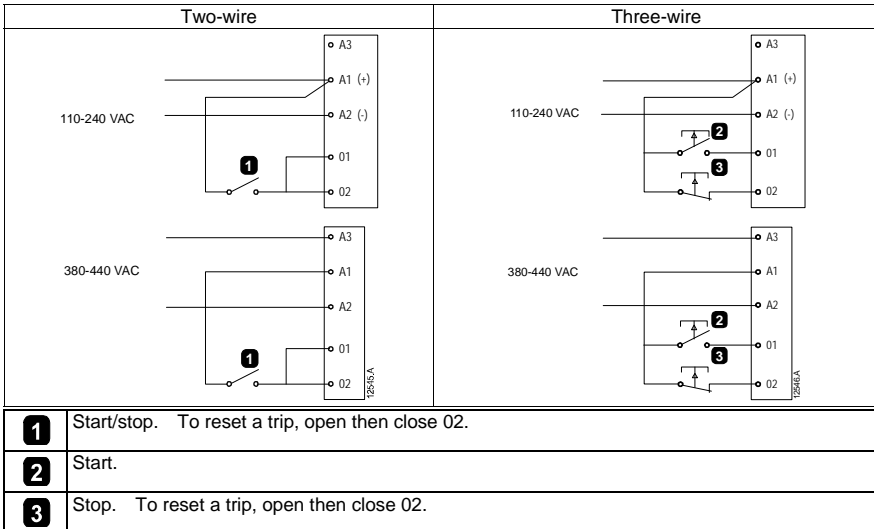 Two-wire
Three-wire
A3
A1 (+)
110-240 VAC
A2 (-)
1
01
02
A3
380-440 VAC
A1
A2
1
01
02
12545.A
A3
A1 (+)
110-240 VAC
A2 (-)
2
01
3
02
A3
380-440 VAC
A1
A2
2
01
3
02
12546.A
1 Start/stop. To reset a trip, open then close 02.
2 Start.
3 Stop. To reset a trip, open then close 02.